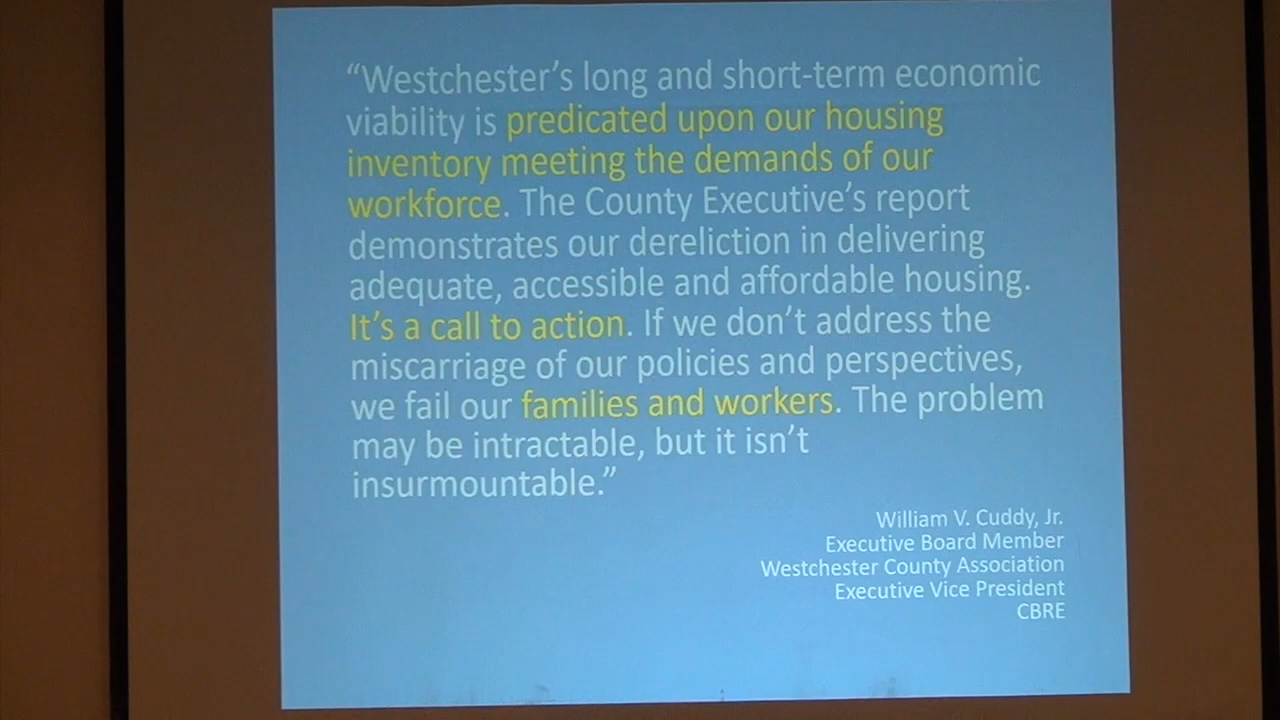 “Westchester’s long and short-term economic
viability is predicated upon our housing
inventory meeting the demands of our
workforce. The County Executive’s report
demonstrates our dereliction in delivering
adequate, accessible and affordable housing.
It’s a call to action. If we don’t address the
miscarriage of our policies and perspectives,
we fail our families and workers. The problem
may be intractable, but it isn’t
insurmountable.”
William V. Cuddy, Jr.
Executive Board Member
Westchester County Association
Executive Vice President
CBRE